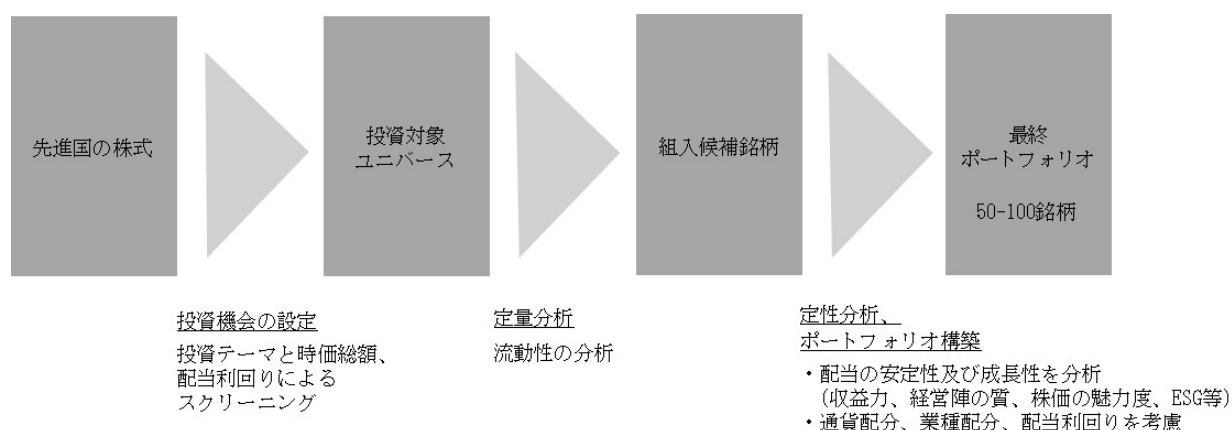 先進国の株式
投資対象
ユニバース
組入候補銘柄
最終
ポートフォリオ
50-100銘柄
投資機会の設定
投資テーマと時価総額、
配当利回りによる
スクリーニング
定量分析
流動性の分析
定性分析、
ポートフォリオ構築
・配当の安定性及び成長性を分析
(収益力、経営陣の質、株価の魅力度、ESG等)
・通貨配分、業種配分、配当利回りを考慮